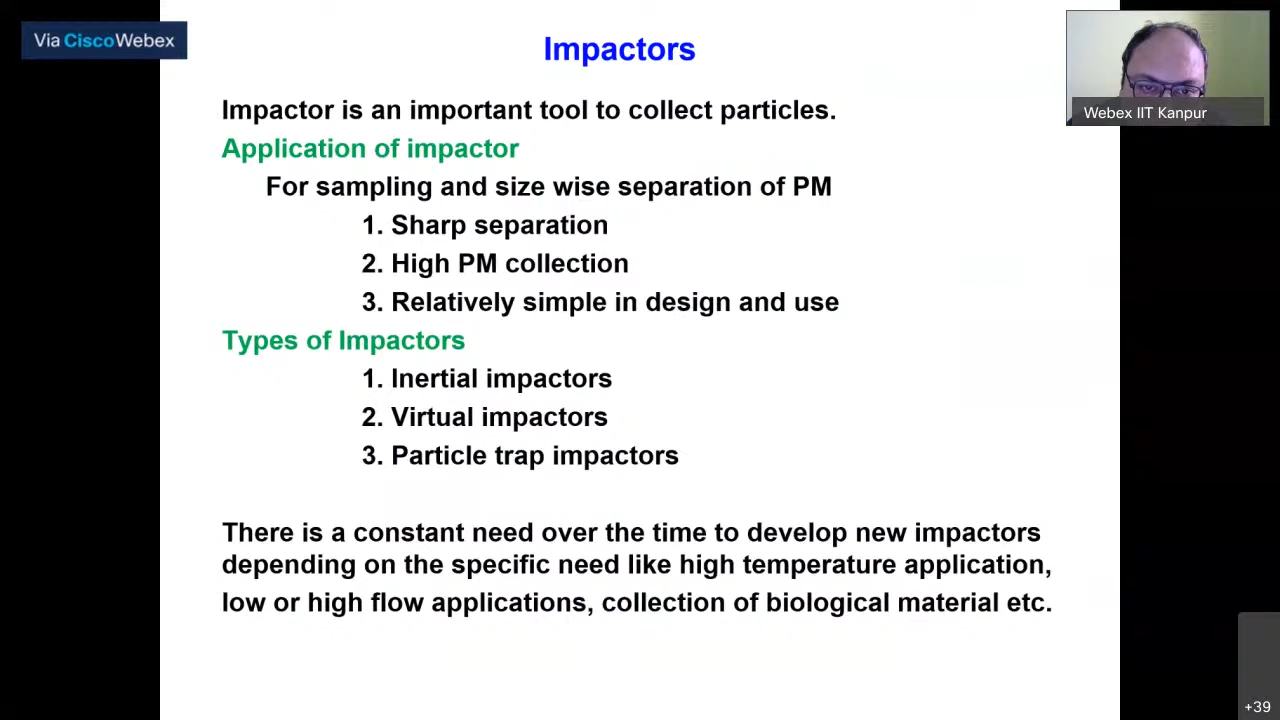 Via CiscoWebex
Impactors
Webex IIT Kanpur
Impactor is an important tool to collect particles.
Application of impactor
For sampling and size wise separation of PM
1. Sharp separation
2. High PM collection
3. Relatively simple in design and use
Types of Impactors
1. Inertial impactors
2. Virtual impactors
3. Particle trap impactors
There is a constant need over the time to develop new impactors
depending on the specific need like high temperature application,
low or high flow applications, collection of biological material etc.
+39